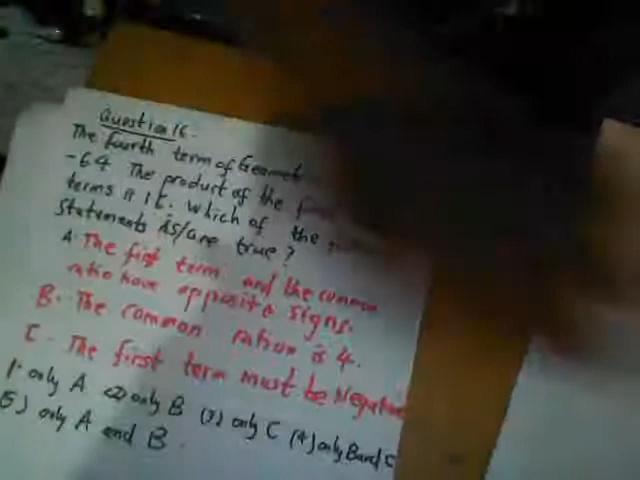 Question 16.
The fourth term of Geomet
-64 The product of the
terms is 16. which of the
statements is/are true?
A. The first term and the common
ratio have opposite signs.
B. The common ration is 4.
C. The first term must be Negative
1. only A (2) only B (3) only C (4) only B and C
(5) only A and B.